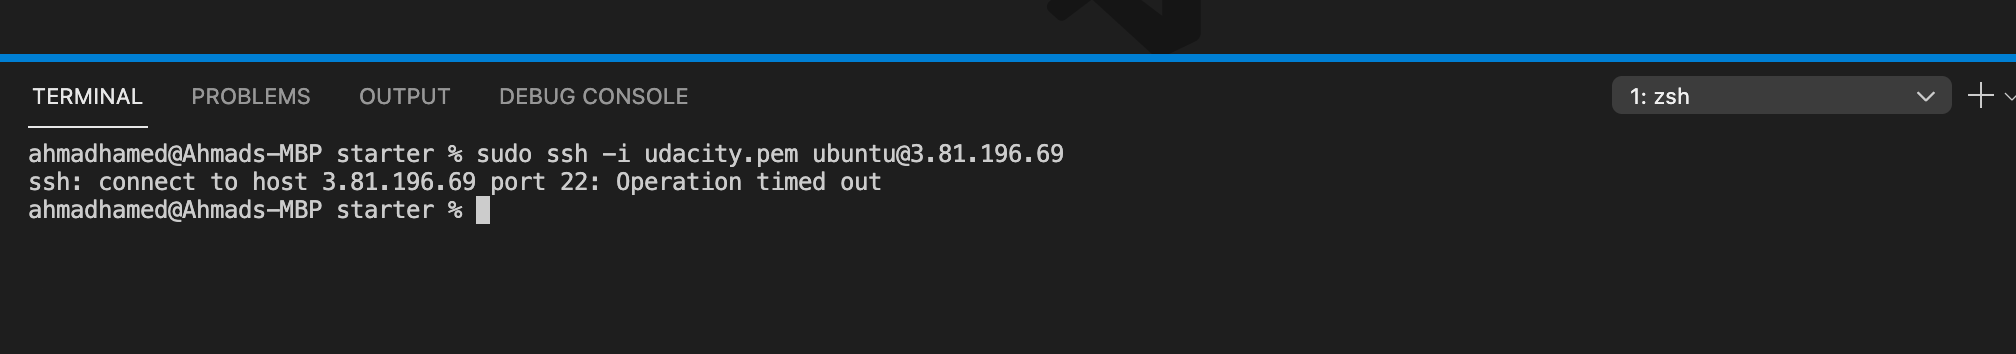 TERMINAL PROBLEMS OUTPUT DEBUG CONSOLE 1: zsh
ahmadhamed@Ahmads-MBP starter % sudo ssh -i udacity.pem ubuntu@3.81.196.69
ssh: connect to host 3.81.196.69 port 22: Operation timed out
ahmadhamed@Ahmads-MBP starter %